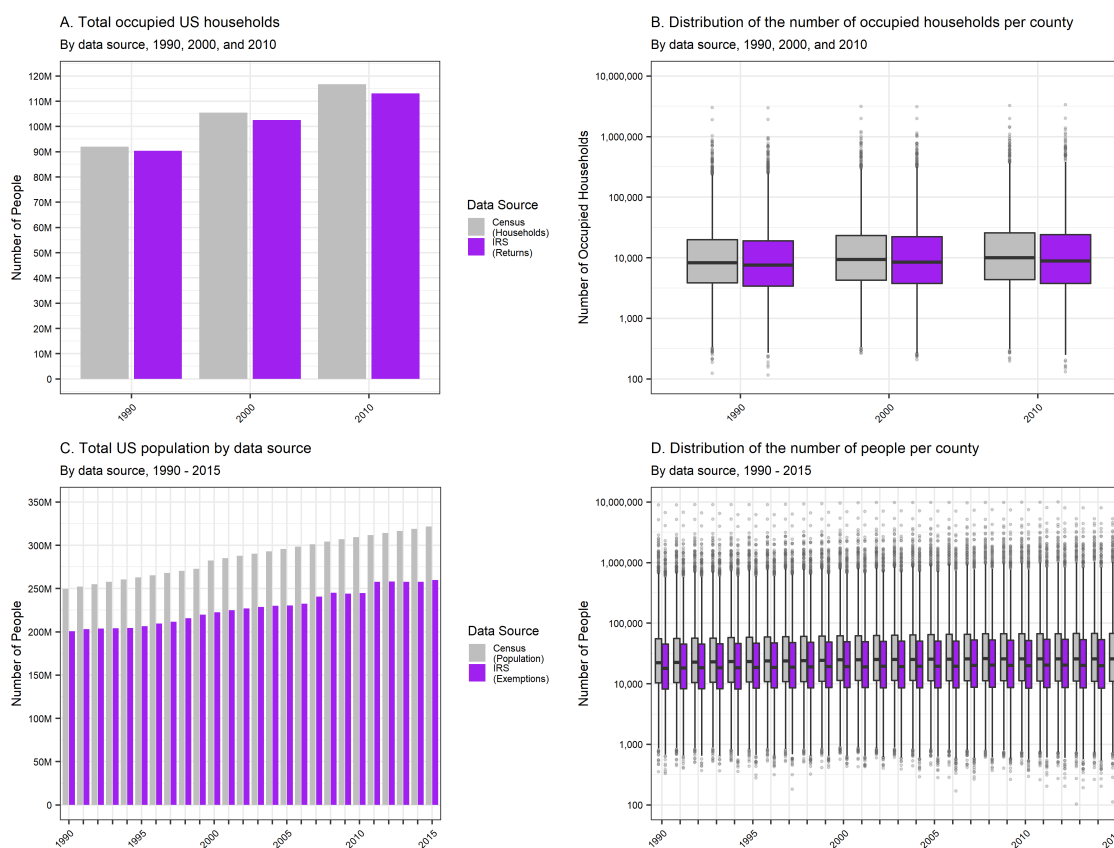 A. Total occupied US households
By data source, 1990, 2000, and 2010
Number of People
120M
110M
100M
90M
80M
70M
60M
50M
40M
30M
20M
10M
0
1990
2000
2010
Data Source
Census
(Households)
IRS
(Returns)
B. Distribution of the number of occupied households per county
By data source, 1990, 2000, and 2010
Number of Occupied Households
10,000,000
1,000,000
100,000
10,000
1,000
100
1990
2000
2010
C. Total US population by data source
By data source, 1990 - 2015
Number of People
350M
300M
250M
200M
150M
100M
50M
0
1990
1995
2000
2005
2010
2015
Data Source
Census
(Population)
IRS
(Exemptions)
D. Distribution of the number of people per county
By data source, 1990 - 2015
Number of People
10,000,000
1,000,000
100,000
10,000
1,000
100
1990
1995
2000
2005
2010